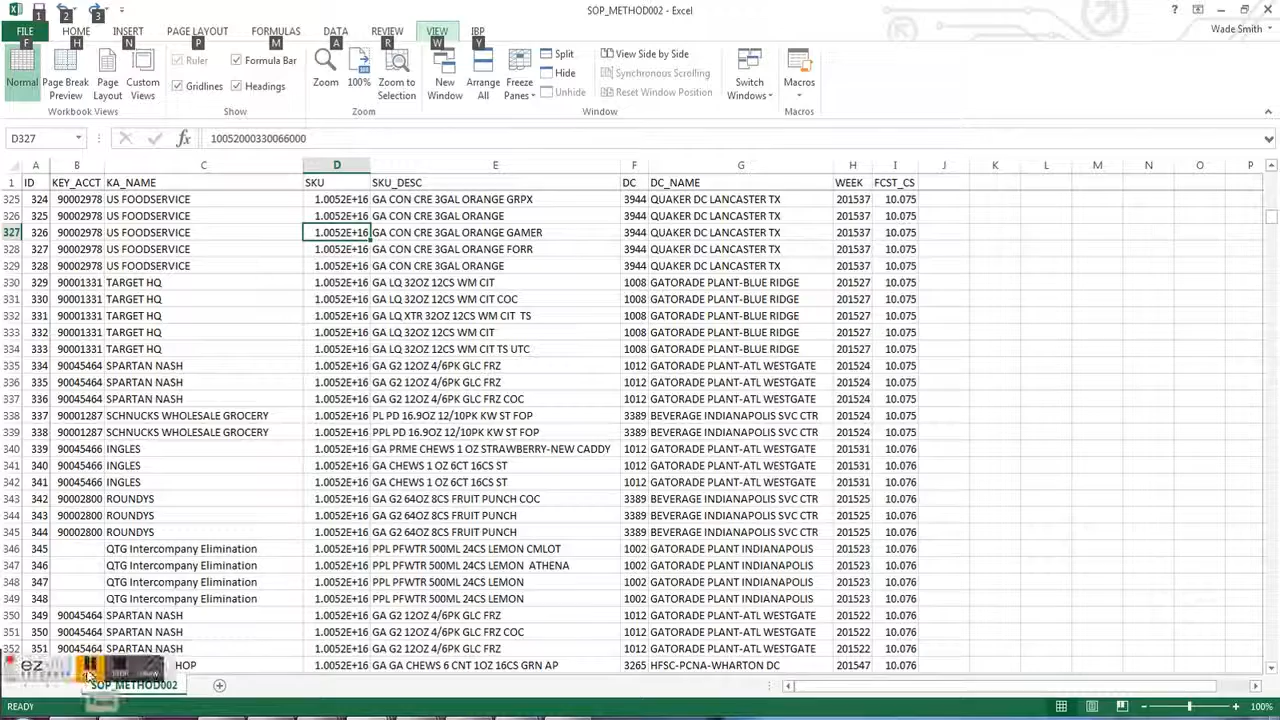 1 2 3
SOP_METHOD002 - Excel
Wade Smith
FILE HOME INSERT PAGE LAYOUT FORMULAS DATA REVIEW VIEW IBP
F H N P M A R W Y
Normal Page Break Preview Page Layout Custom Views
Ruler Formula Bar
Gridlines Headings
Zoom 100% Zoom to Selection
New Window Arrange All Freeze Panes
Split
Hide
Unhide
View Side by Side
Synchronous Scrolling
Reset Window Position
Switch Windows
Macros
Workbook Views Show Zoom Window Macros
D327 fx 10052000330066000
A B C D E F G H I J K L M N O P
1 ID KEY_ACCT KA_NAME SKU SKU_DESC DC DC_NAME WEEK FCST_CS
325 324 90002978 US FOODSERVICE 1.0052E+16 GA CON CRE 3GAL ORANGE GRPX 3944 QUAKER DC LANCASTER TX 201537 10.075
326 325 90002978 US FOODSERVICE 1.0052E+16 GA CON CRE 3GAL ORANGE 3944 QUAKER DC LANCASTER TX 201537 10.075
327 326 90002978 US FOODSERVICE 1.0052E+16 GA CON CRE 3GAL ORANGE GAMER 3944 QUAKER DC LANCASTER TX 201537 10.075
328 327 90002978 US FOODSERVICE 1.0052E+16 GA CON CRE 3GAL ORANGE FORR 3944 QUAKER DC LANCASTER TX 201537 10.075
329 328 90002978 US FOODSERVICE 1.0052E+16 GA CON CRE 3GAL ORANGE 3944 QUAKER DC LANCASTER TX 201537 10.075
330 329 90001331 TARGET HQ 1.0052E+16 GA LQ 32OZ 12CS WM CIT 1008 GATORADE PLANT-BLUE RIDGE 201527 10.075
331 330 90001331 TARGET HQ 1.0052E+16 GA LQ 32OZ 12CS WM CIT COC 1008 GATORADE PLANT-BLUE RIDGE 201527 10.075
332 331 90001331 TARGET HQ 1.0052E+16 GA LQ XTR 32OZ 12CS WM CIT TS 1008 GATORADE PLANT-BLUE RIDGE 201527 10.075
333 332 90001331 TARGET HQ 1.0052E+16 GA LQ 32OZ 12CS WM CIT 1008 GATORADE PLANT-BLUE RIDGE 201527 10.075
334 333 90001331 TARGET HQ 1.0052E+16 GA LQ 32OZ 12CS WM CIT TS UTC 1008 GATORADE PLANT-BLUE RIDGE 201527 10.075
335 334 90045464 SPARTAN NASH 1.0052E+16 GA G2 12OZ 4/6PK GLC FRZ 1012 GATORADE PLANT-ATL WESTGATE 201524 10.075
336 335 90045464 SPARTAN NASH 1.0052E+16 GA G2 12OZ 4/6PK GLC FRZ 1012 GATORADE PLANT-ATL WESTGATE 201524 10.075
337 336 90045464 SPARTAN NASH 1.0052E+16 GA G2 12OZ 4/6PK GLC FRZ COC 1012 GATORADE PLANT-ATL WESTGATE 201524 10.075
338 337 90001287 SCHNUCKS WHOLESALE GROCERY 1.0052E+16 PL PD 16.9OZ 12/10PK KW ST FOP 3389 BEVERAGE INDIANAPOLIS SVC CTR 201524 10.075
339 338 90001287 SCHNUCKS WHOLESALE GROCERY 1.0052E+16 PPL PD 16.9OZ 12/10PK KW ST FOP 3389 BEVERAGE INDIANAPOLIS SVC CTR 201524 10.075
340 339 90045466 INGLES 1.0052E+16 GA PRME CHEWS 1 OZ STRAWBERRY-NEW CADDY 1012 GATORADE PLANT-ATL WESTGATE 201531 10.076
341 340 90045466 INGLES 1.0052E+16 GA CHEWS 1 OZ 6CT 16CS ST 1012 GATORADE PLANT-ATL WESTGATE 201531 10.076
342 341 90045466 INGLES 1.0052E+16 GA CHEWS 1 OZ 6CT 16CS ST 1012 GATORADE PLANT-ATL WESTGATE 201531 10.076
343 342 90002800 ROUNDYS 1.0052E+16 GA G2 64OZ 8CS FRUIT PUNCH COC 3389 BEVERAGE INDIANAPOLIS SVC CTR 201525 10.076
344 343 90002800 ROUNDYS 1.0052E+16 GA G2 64OZ 8CS FRUIT PUNCH 3389 BEVERAGE INDIANAPOLIS SVC CTR 201525 10.076
345 344 90002800 ROUNDYS 1.0052E+16 GA G2 64OZ 8CS FRUIT PUNCH 3389 BEVERAGE INDIANAPOLIS SVC CTR 201525 10.076
346 345 QTG Intercompany Elimination 1.0052E+16 PPL PFWTR 500ML 24CS LEMON CMLOT 1002 GATORADE PLANT INDIANAPOLIS 201523 10.076
347 346 QTG Intercompany Elimination 1.0052E+16 PPL PFWTR 500ML 24CS LEMON ATHENA 1002 GATORADE PLANT INDIANAPOLIS 201523 10.076
348 347 QTG Intercompany Elimination 1.0052E+16 PPL PFWTR 500ML 24CS LEMON 1002 GATORADE PLANT INDIANAPOLIS 201523 10.076
349 348 QTG Intercompany Elimination 1.0052E+16 PPL PFWTR 500ML 24CS LEMON 1002 GATORADE PLANT INDIANAPOLIS 201523 10.076
350 349 90045464 SPARTAN NASH 1.0052E+16 GA G2 12OZ 4/6PK GLC FRZ 1012 GATORADE PLANT-ATL WESTGATE 201522 10.076
351 350 90045464 SPARTAN NASH 1.0052E+16 GA G2 12OZ 4/6PK GLC FRZ COC 1012 GATORADE PLANT-ATL WESTGATE 201522 10.076
352 351 90045464 SPARTAN NASH 1.0052E+16 GA G2 12OZ 4/6PK GLC FRZ 1012 GATORADE PLANT-ATL WESTGATE 201522 10.076
ez HOP 1.0052E+16 GA GA CHEWS 6 CNT 1OZ 16CS GRN AP 3265 HFSC-PCNA-WHARTON DC 201547 10.076
SOP_METHOD002
READY 100%